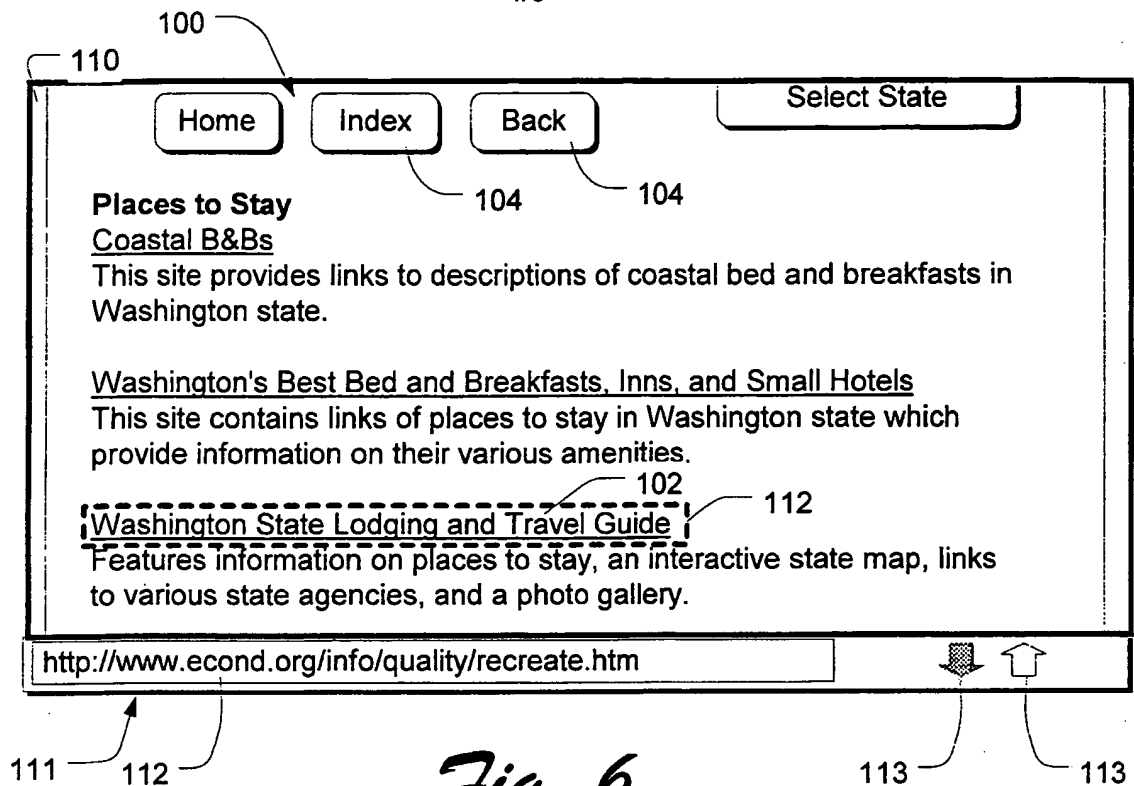 100
110
Home Index Back Select State
104 104
Places to Stay
Coastal B&Bs
This site provides links to descriptions of coastal bed and breakfasts in
Washington state.
Washington's Best Bed and Breakfasts, Inns, and Small Hotels
This site contains links of places to stay in Washington state which
provide information on their various amenities.
102 112
Washington State Lodging and Travel Guide
Features information on places to stay, an interactive state map, links
to various state agencies, and a photo gallery.
http://www.econd.org/info/quality/recreate.htm
111 112 113 113
Fig. 6